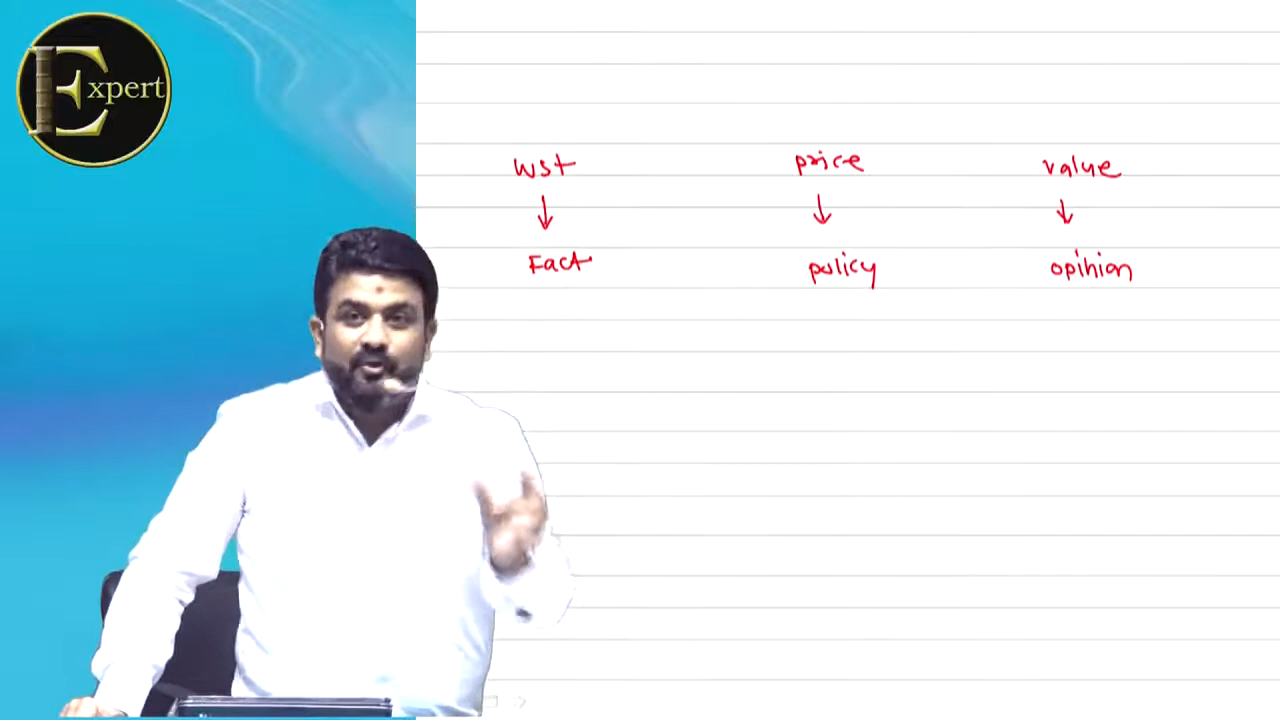 Expert
cost price value
↓ ↓ ↓
Fact policy opinion